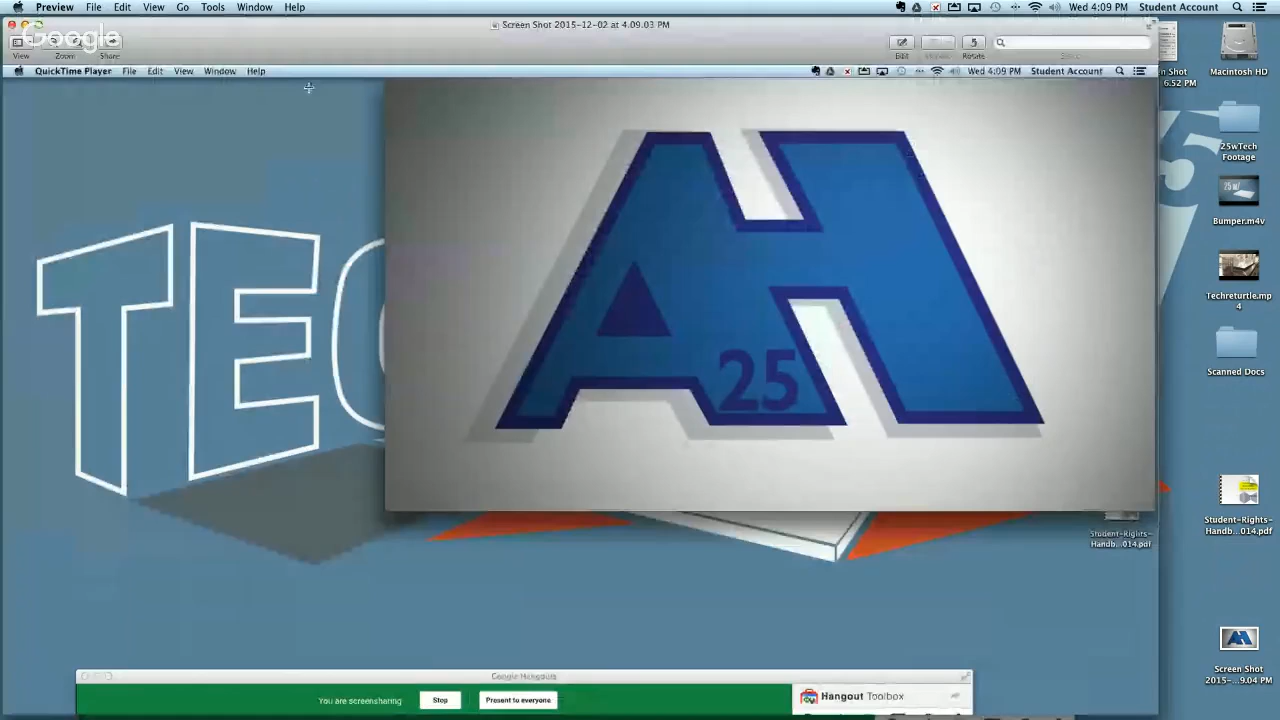 Preview File Edit View Go Tools Window Help Wed 4:09 PM Student Account
Screen Shot 2015-12-02 at 4.09.03 PM
Google
View Zoom Share Edit Rotate
QuickTime Player File Edit View Window Help Wed 4:09 PM Student Account
6.52 PM
Macintosh HD
25wTech
Footage
Bumper.m4v
Techreturtle.mp
4
Scanned Docs
TEC
AH
25
Student-Rights-
Handb...014.pdf
Student-Rights-
Handb...014.pdf
Screen Shot
2015-...9.04 PM
Google Hangouts
You are screensharing Stop Present to everyone Hangout Toolbox